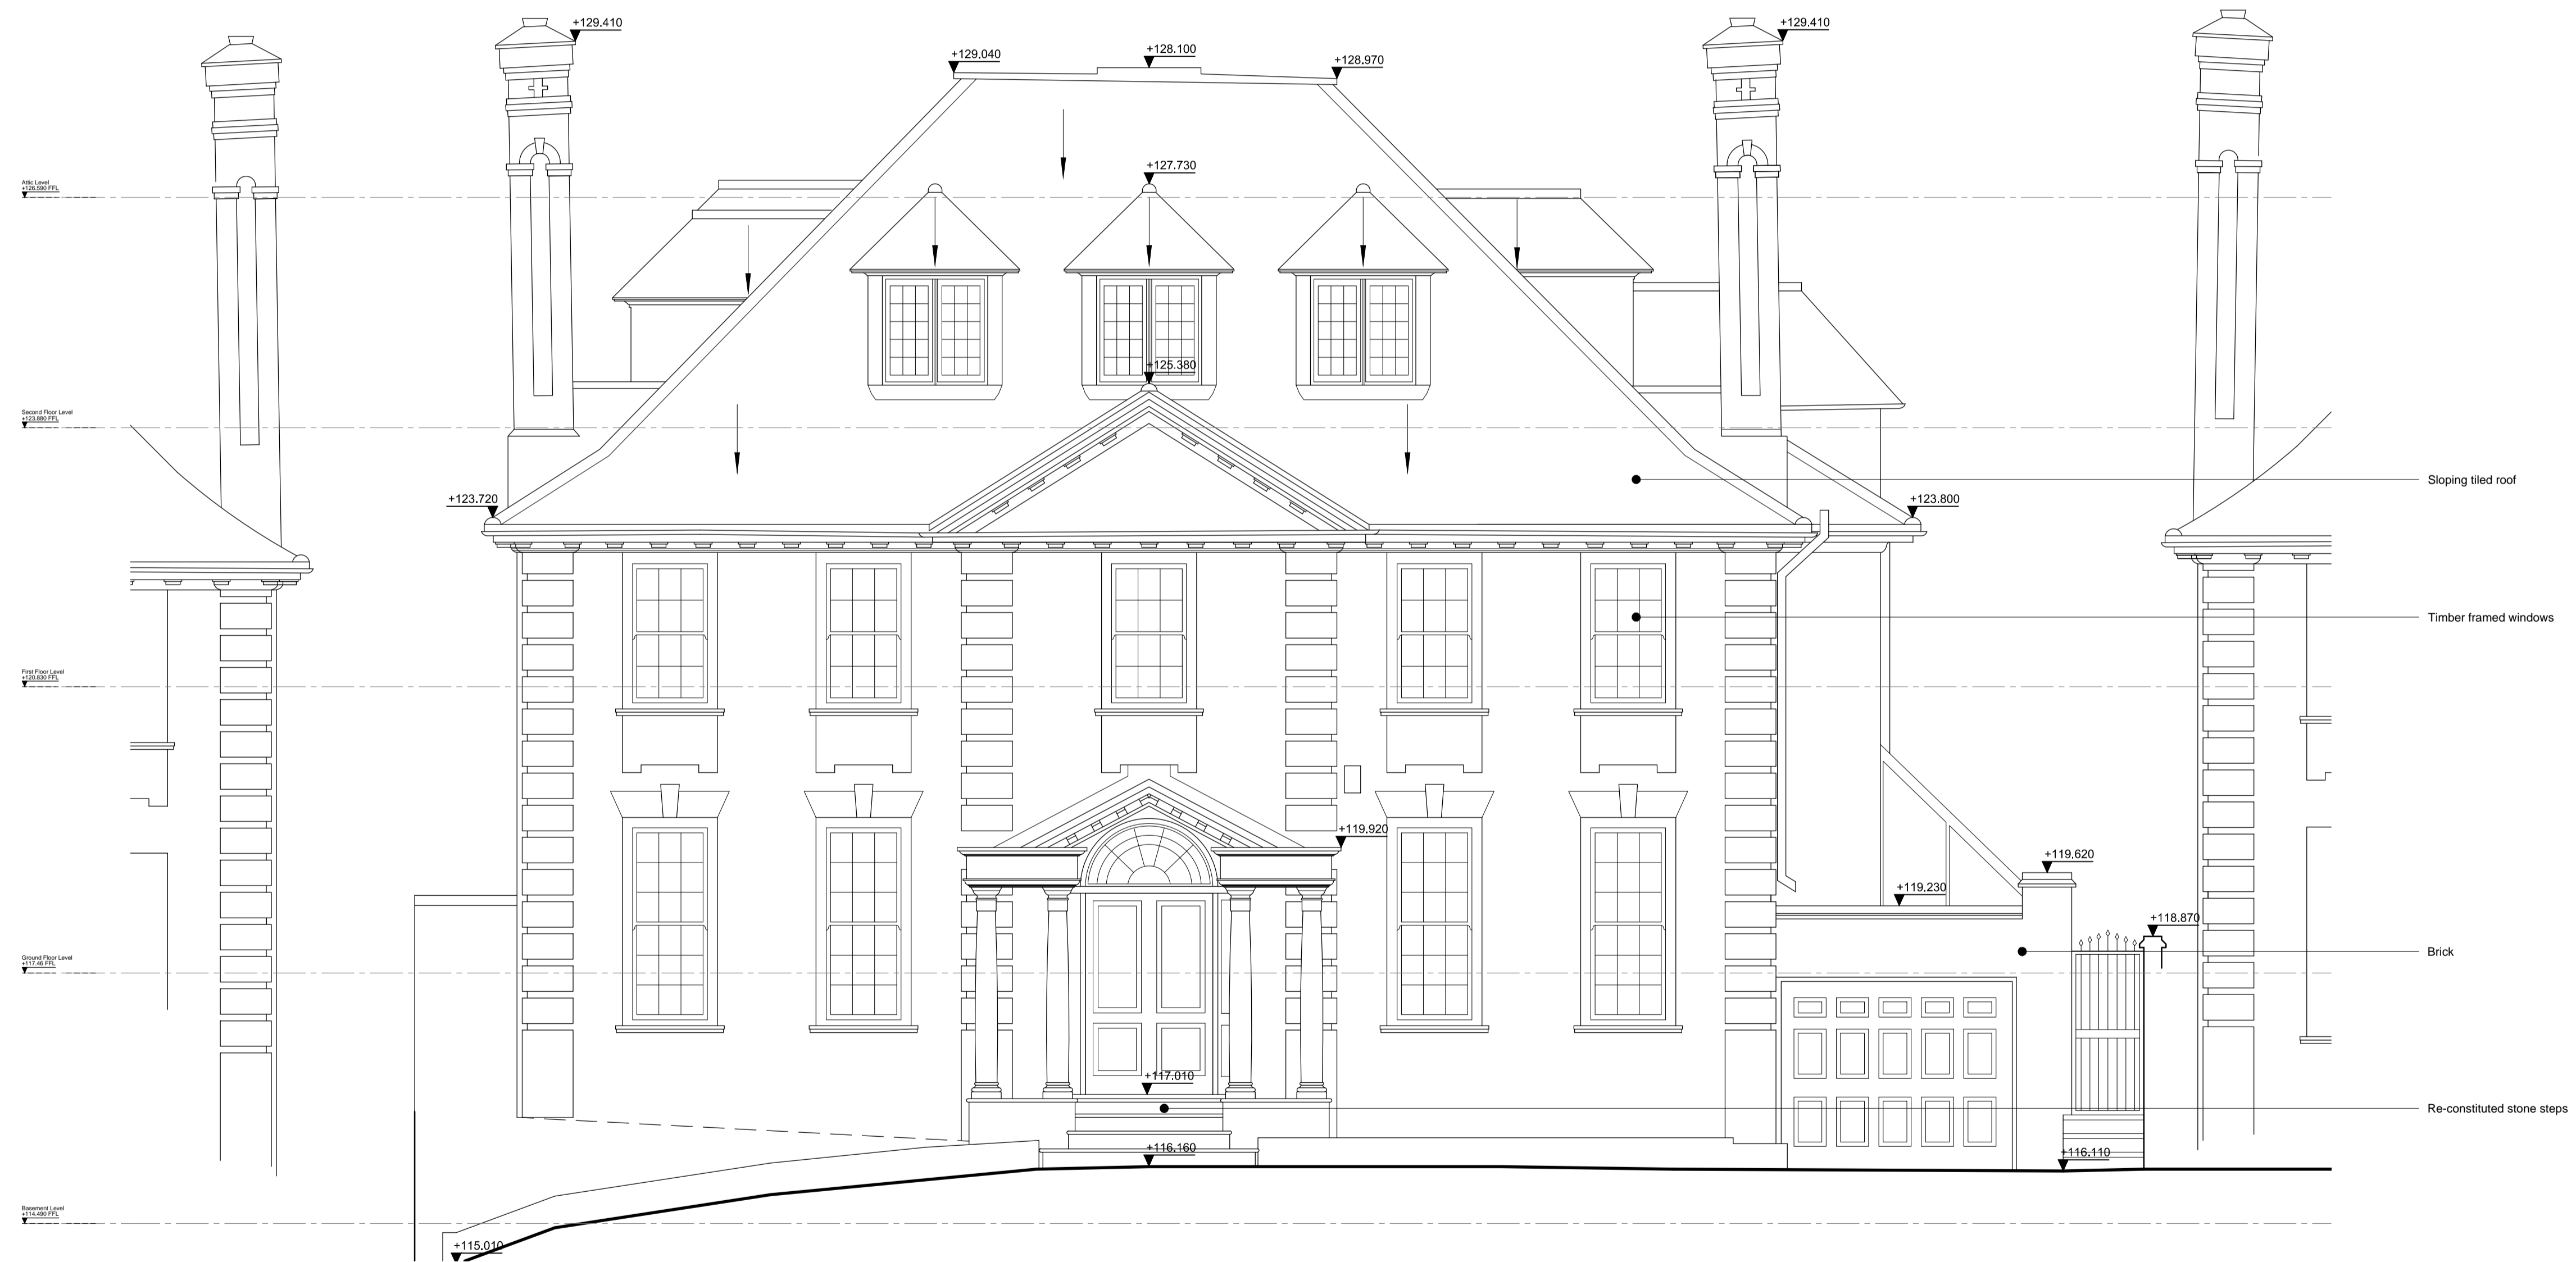 +129.410
+129.410
+128.100
+129.040
+128.970
+127.730
Attic Level
+126.590 FFL
+125.380
Second Floor Level
+123.880 FFL
Sloping tiled roof
+123.720
+123.800
Timber framed windows
First Floor Level
+120.830 FFL
+119.920
+119.620
+119.230
+118.870
Brick
Ground Floor Level
+117.46 FFL
+117.010
Re-constituted stone steps
+116.160
+116.110
Basement Level
+114.490 FFL
+115.010